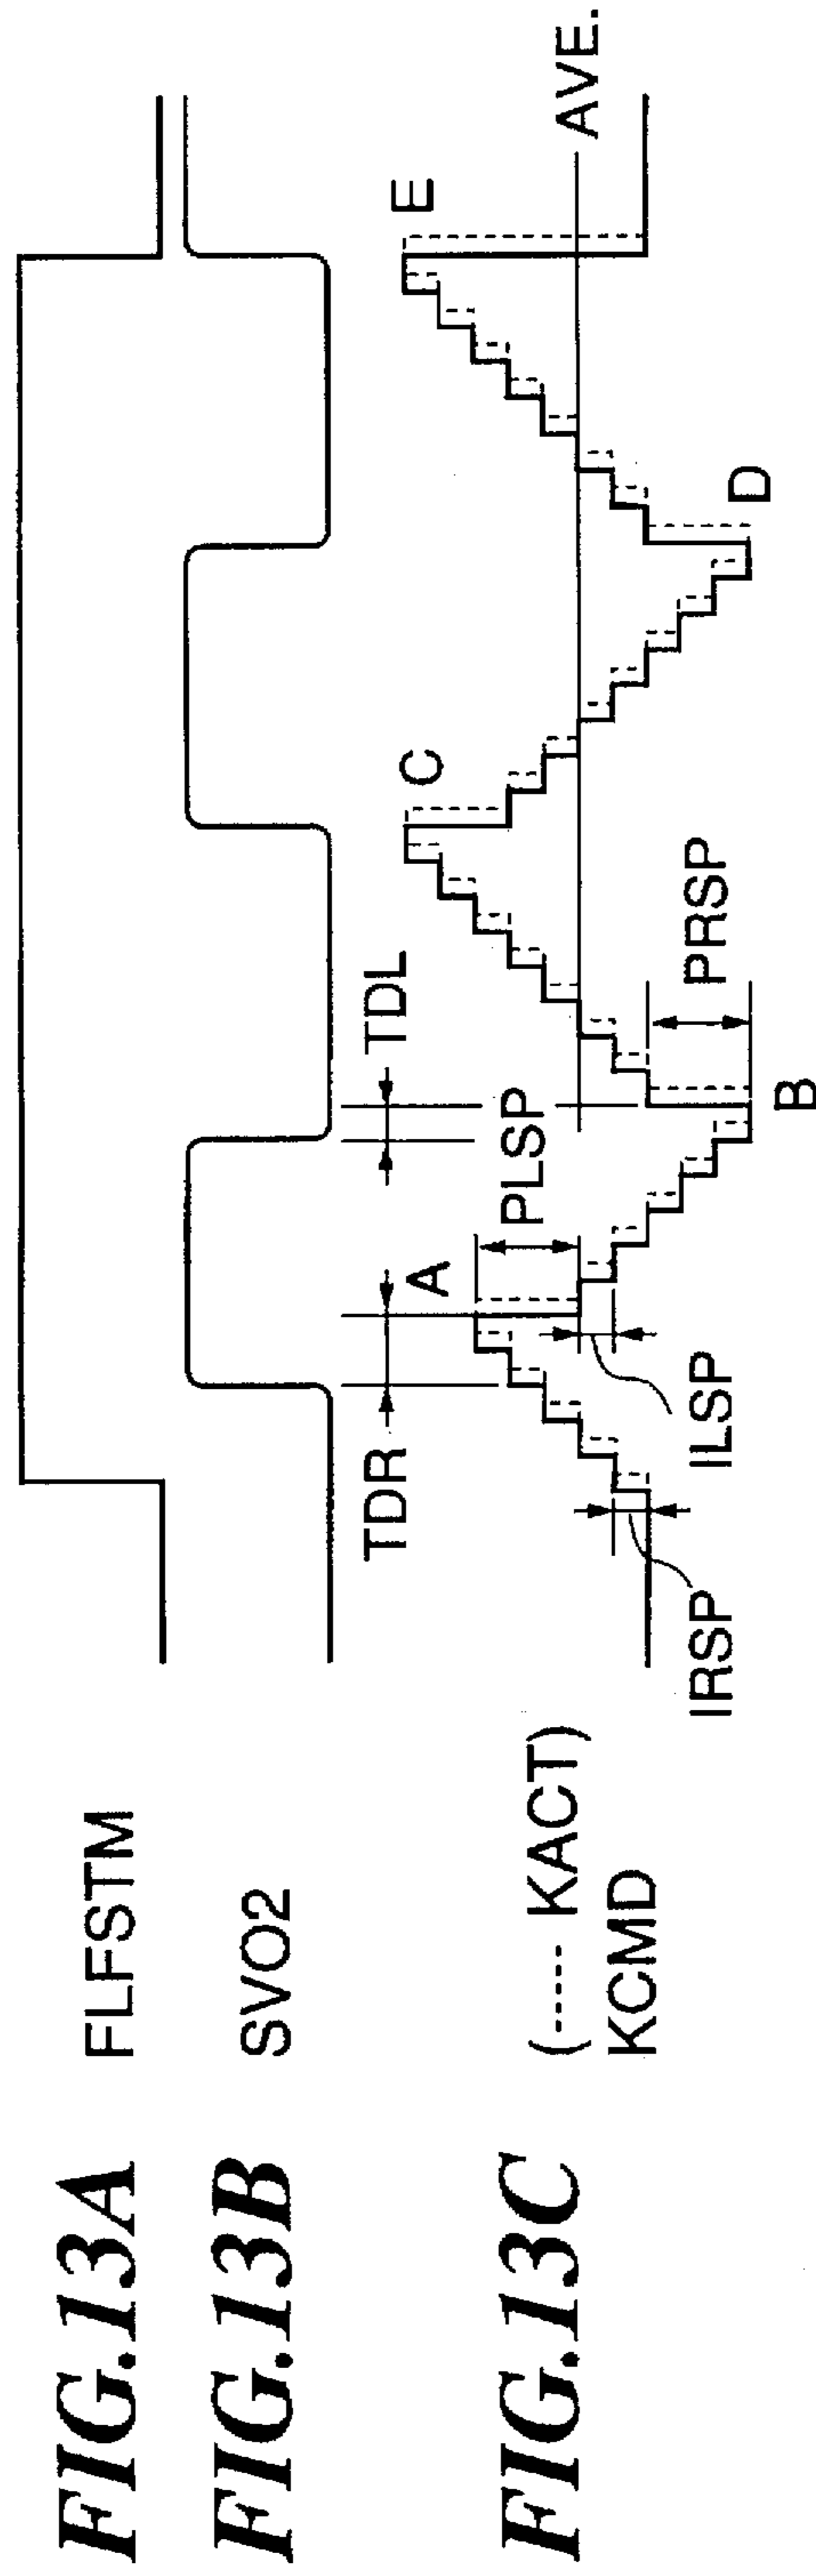 FIG.13A FLFSTM
FIG.13B SVO2
TDR
TDL
FIG.13C (----- KACT)
KCMD
A
PLSP
C
E
AVE.
IRSP
ILSP
B
PRSP
D